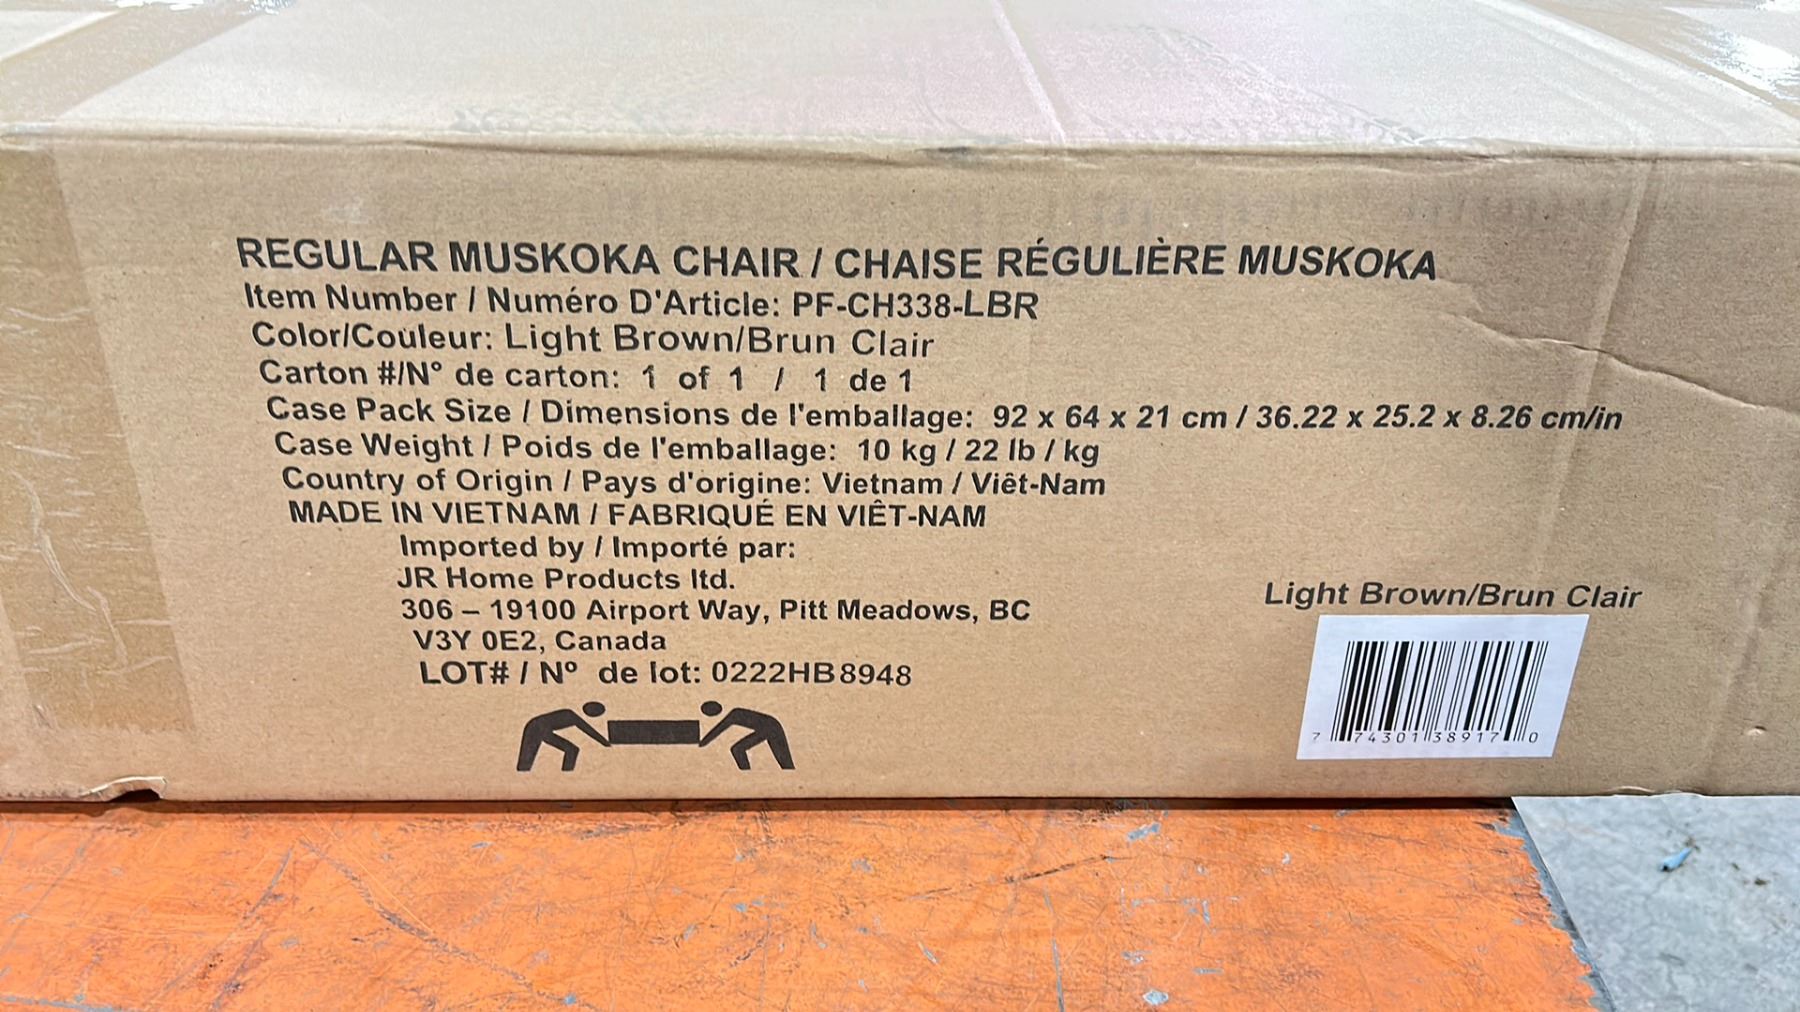 REGULAR MUSKOKA CHAIR / CHAISE RÉGULIÈRE MUSKOKA
Item Number / Numéro D'Article: PF-CH338-LBR
Color/Couleur: Light Brown/Brun Clair
Carton #/N° de carton: 1 of 1 / 1 de 1
Case Pack Size / Dimensions de l'emballage: 92 x 64 x 21 cm / 36.22 x 25.2 x 8.26 cm/in
Case Weight / Poids de l'emballage: 10 kg / 22 lb / kg
Country of Origin / Pays d'origine: Vietnam / Viêt-Nam
MADE IN VIETNAM / FABRIQUÉ EN VIÊT-NAM
Imported by / Importé par:
JR Home Products ltd.
306 – 19100 Airport Way, Pitt Meadows, BC
V3Y 0E2, Canada
LOT# / Nº de lot: 0222HB8948
Light Brown/Brun Clair
7 74301 38917 0